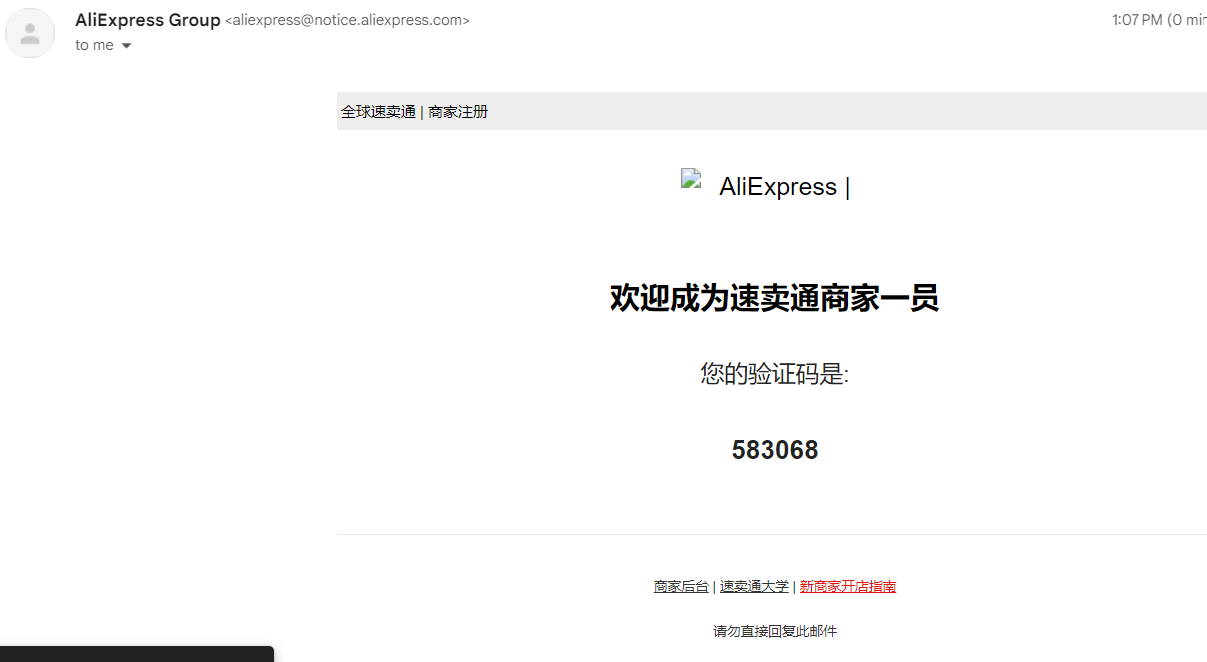 AliExpress Group <aliexpress@notice.aliexpress.com>
1:07 PM (0 min
to me
全球速卖通 | 商家注册
AliExpress |
欢迎成为速卖通商家一员
您的验证码是:
583068
商家后台 | 速卖通大学 | 新商家开店指南
请勿直接回复此邮件